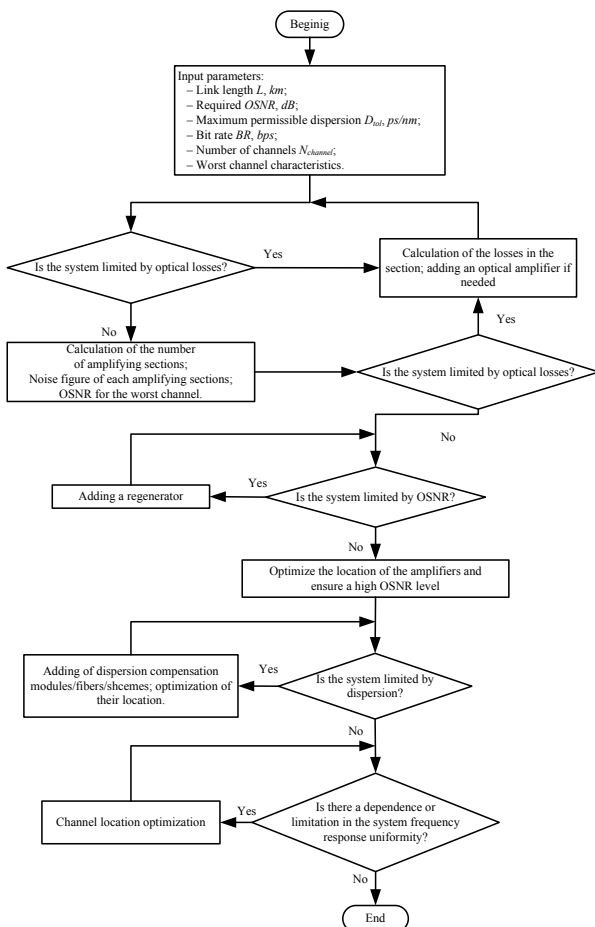 Beginig
Input parameters:
– Link length L, km;
– Required OSNR, dB;
– Maximum permissible dispersion Dtol, ps/nm;
– Bit rate BR, bps;
– Number of channels Nchannel;
– Worst channel characteristics.
Is the system limited by optical losses?
Yes
Calculation of the losses in the
section; adding an optical amplifier if
needed
No
Yes
Calculation of the number
of amplifying sections;
Noise figure of each amplifying sections;
OSNR for the worst channel.
Is the system limited by optical losses?
No
Adding a regenerator
Yes
Is the system limited by OSNR?
No
Optimize the location of the amplifiers and
ensure a high OSNR level
Adding of dispersion compensation
modules/fibers/shcemes; optimization of
their location.
Yes
Is the system limited by
dispersion?
No
Channel location optimization
Yes
Is there a dependence or
limitation in the system frequency
response uniformity?
No
End